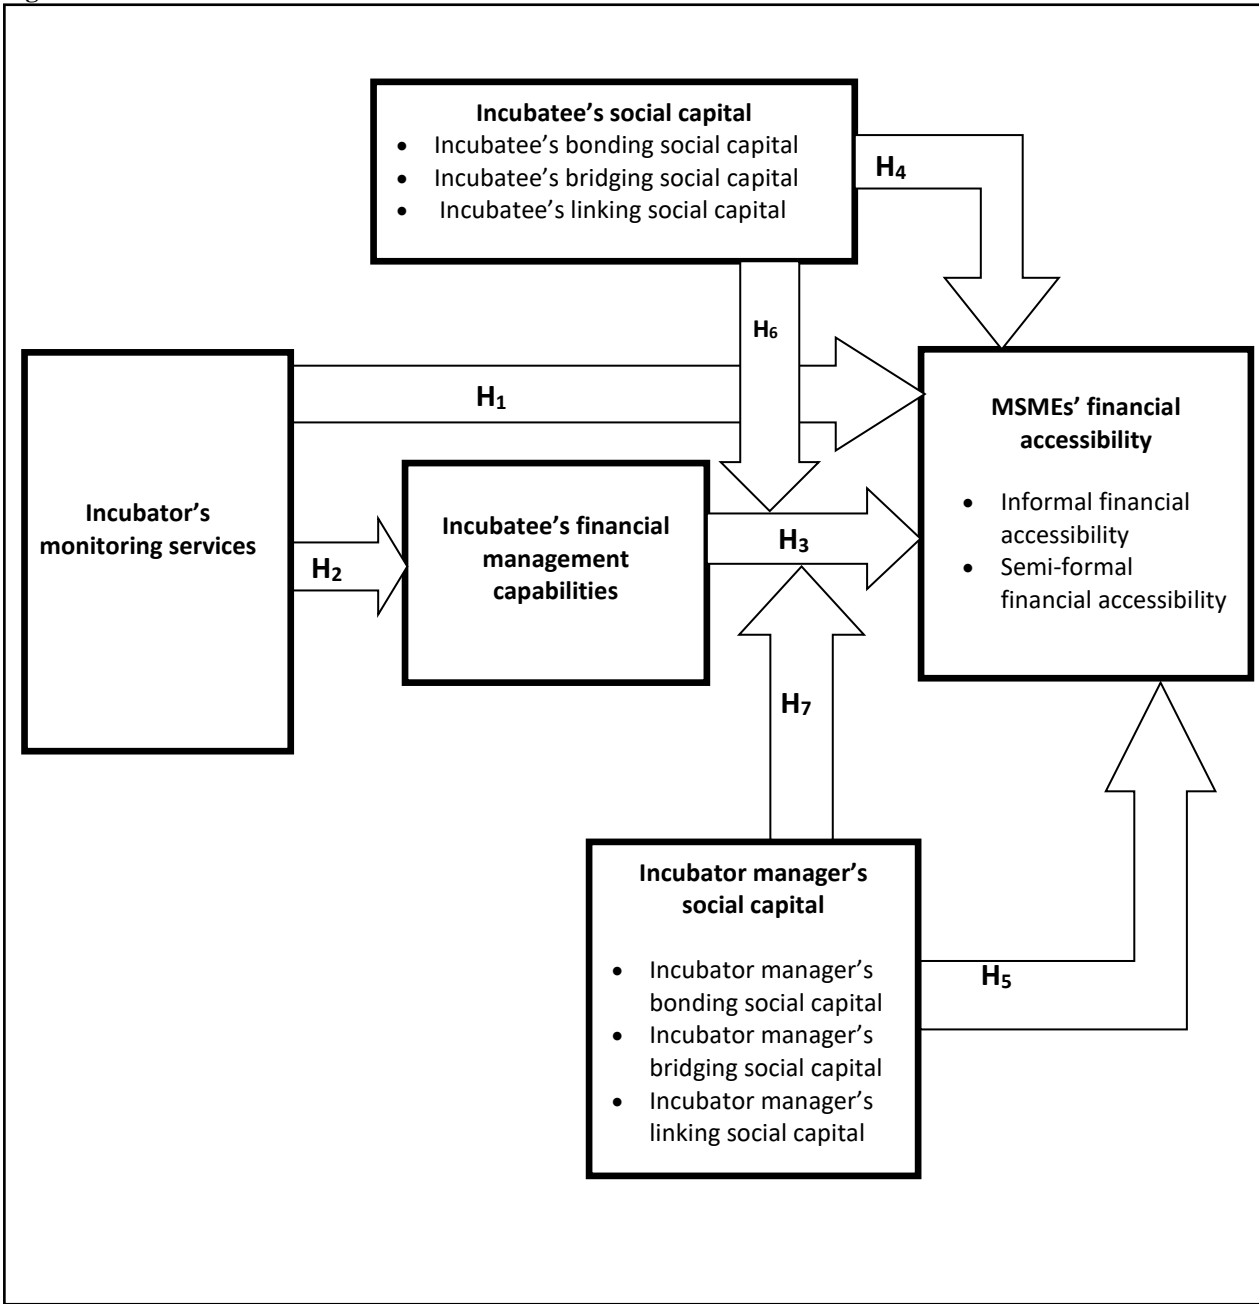 Incubatee’s social capital
• Incubatee’s bonding social capital
• Incubatee’s bridging social capital
• Incubatee’s linking social capital
H4
H6
H1
MSMEs’ financial
accessibility
• Informal financial
accessibility
• Semi-formal
financial accessibility
Incubator’s
monitoring services
H2
Incubatee’s financial
management
capabilities
H3
H7
Incubator manager’s
social capital
• Incubator manager’s
bonding social capital
• Incubator manager’s
bridging social capital
• Incubator manager’s
linking social capital
H5